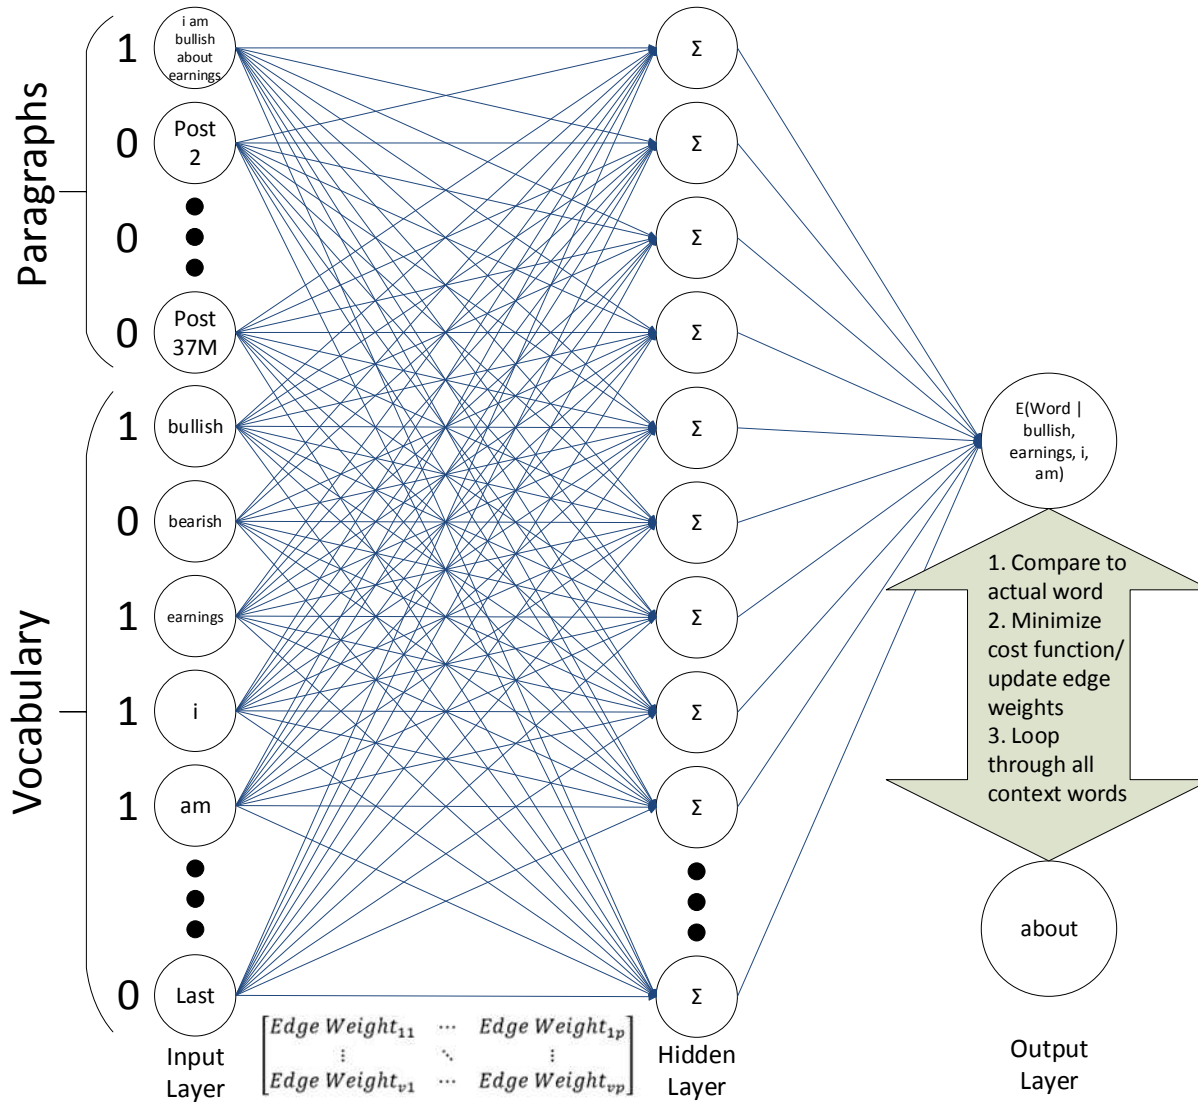 Paragraphs
1
i am
bullish
about
earnings
0
Post
2
0
0
Post
37M
Vocabulary
1
bullish
0
bearish
1
earnings
1
i
1
am
0
Last
Input
Layer
Σ
Σ
Σ
Σ
Σ
Σ
Σ
Σ
Σ
Σ
[Edge Weight₁₁ ⋯ Edge Weight₁ₚ]
⋮ ⋱ ⋮
[Edge Weightᵥ₁ ⋯ Edge Weightᵥₚ]
Hidden
Layer
E(Word |
bullish,
earnings, i,
am)
1. Compare to
actual word
2. Minimize
cost function/
update edge
weights
3. Loop
through all
context words
about
Output
Layer